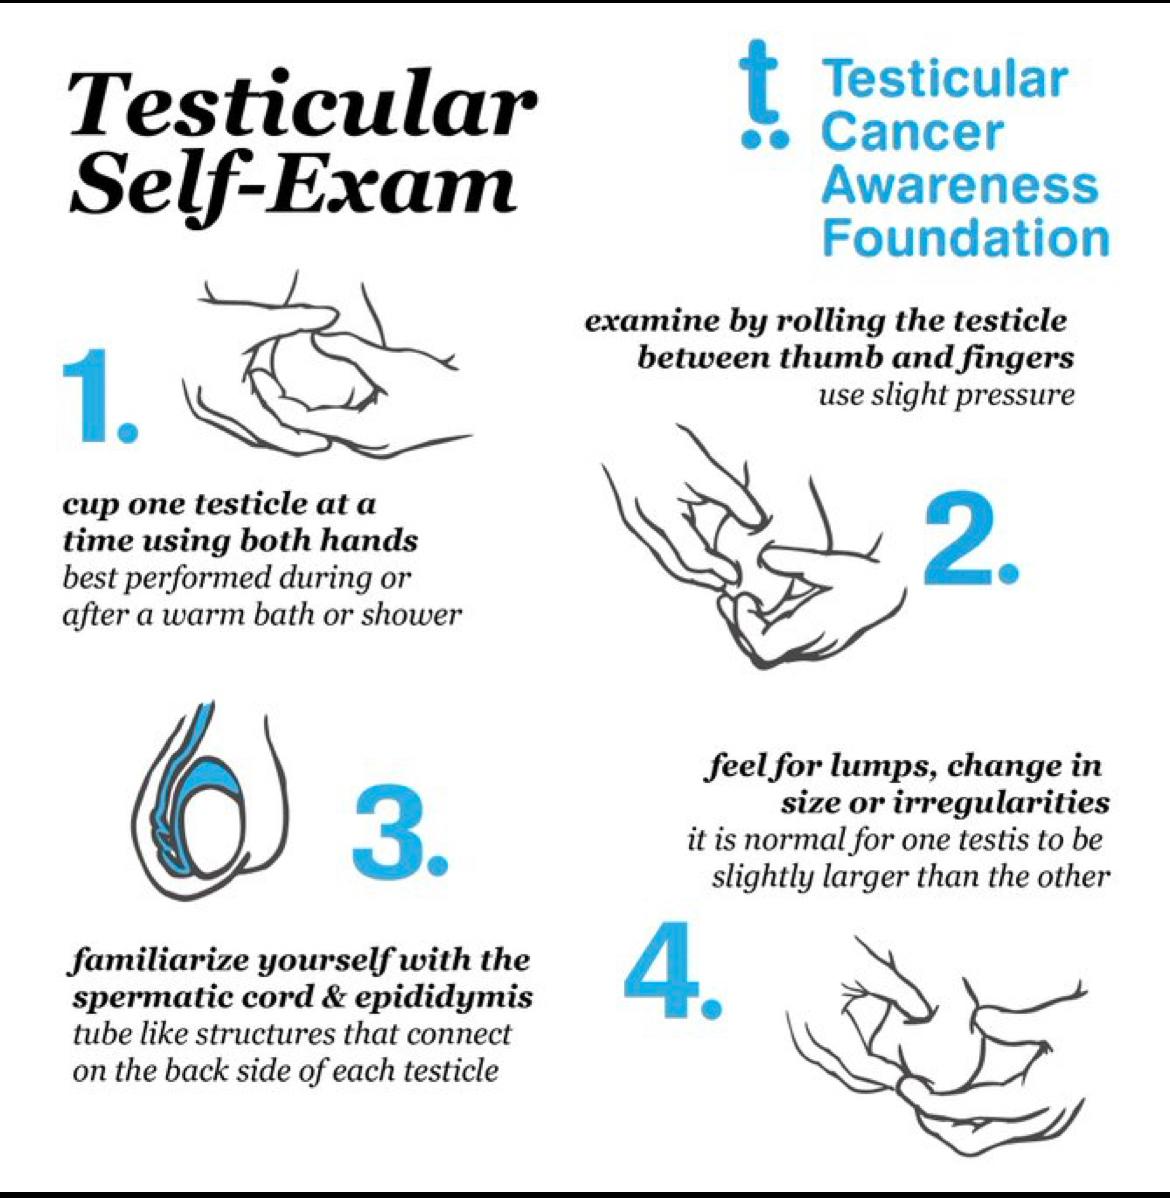 Testicular
Self-Exam
t
Testicular
Cancer
Awareness
Foundation
1.
cup one testicle at a
time using both hands
best performed during or
after a warm bath or shower
examine by rolling the testicle
between thumb and fingers
use slight pressure
2.
3.
familiarize yourself with the
spermatic cord & epididymis
tube like structures that connect
on the back side of each testicle
feel for lumps, change in
size or irregularities
it is normal for one testis to be
slightly larger than the other
4.